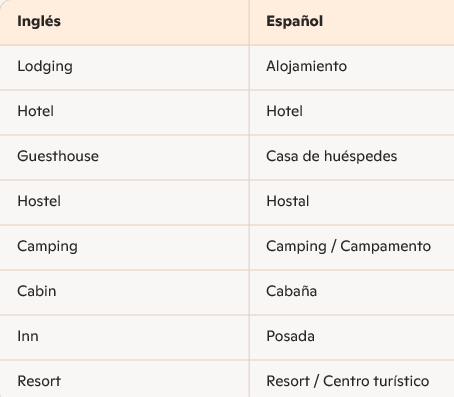 Inglés Español
Lodging Alojamiento
Hotel Hotel
Guesthouse Casa de huéspedes
Hostel Hostal
Camping Camping / Campamento
Cabin Cabaña
Inn Posada
Resort Resort / Centro turístico